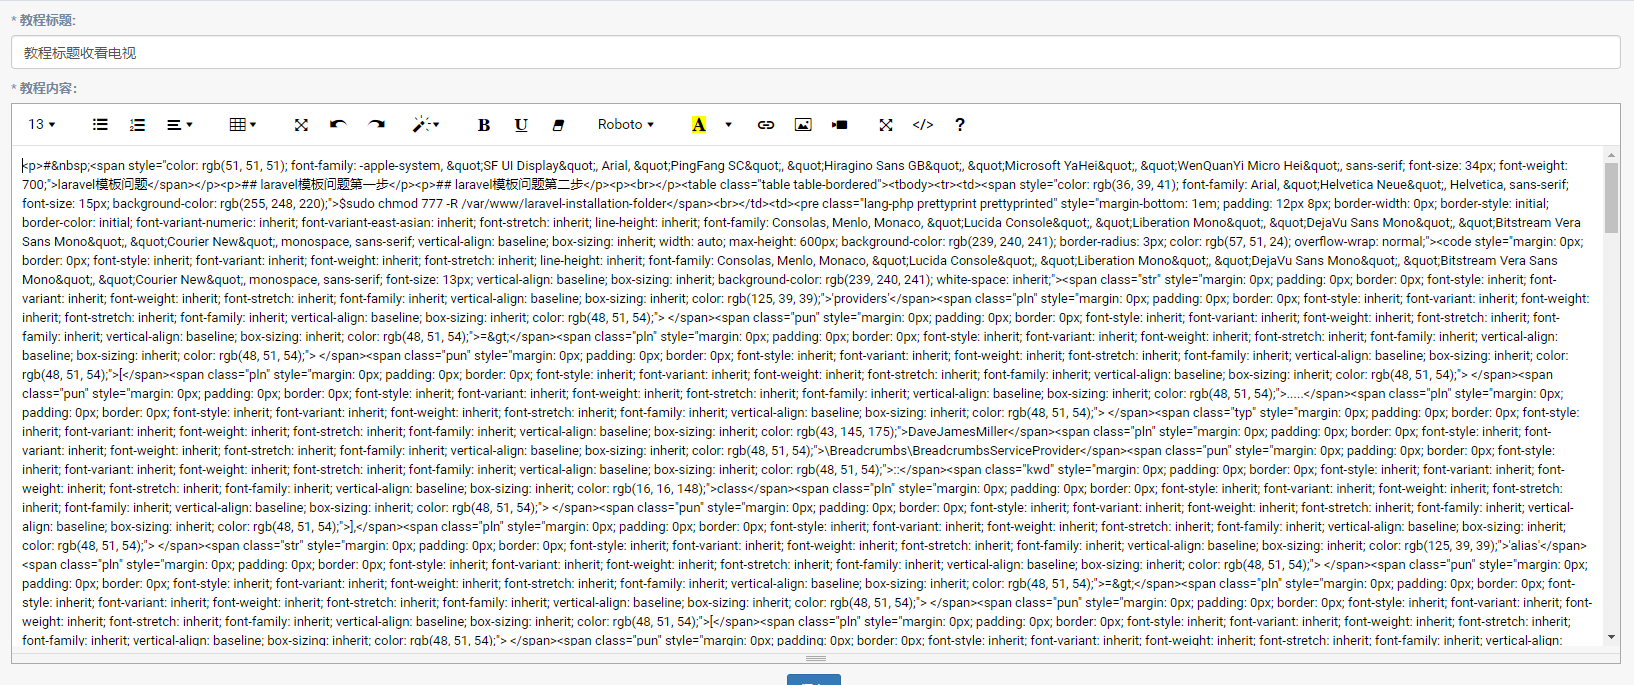 * 教程标题:
教程标题收看电视
* 教程内容:
13 Roboto A </> ? B U
<p>#&nbsp;<span style="color: rgb(51, 51, 51); font-family: -apple-system, &quot;SF UI Display&quot;, Arial, &quot;PingFang SC&quot;, &quot;Hiragino Sans GB&quot;, &quot;Microsoft YaHei&quot;, &quot;WenQuanYi Micro Hei&quot;, sans-serif; font-size: 34px; font-weight:
700;">laravel模板问题</span></p><p>## laravel模板问题第一步</p><p>## laravel模板问题第二步</p><p><br></p><table class="table table-bordered"><tbody><tr><td><span style="color: rgb(36, 39, 41); font-family: Arial, &quot;Helvetica Neue&quot;, Helvetica, sans-serif;
font-size: 15px; background-color: rgb(255, 248, 220);">$sudo chmod 777 -R /var/www/laravel-installation-folder</span><br></td><td><pre class="lang-php prettyprint prettyprinted" style="margin-bottom: 1em; padding: 12px 8px; border-width: 0px; border-style: initial;
border-color: initial; font-variant-numeric: inherit; font-variant-east-asian: inherit; font-stretch: inherit; line-height: inherit; font-family: Consolas, Menlo, Monaco, &quot;Lucida Console&quot;, &quot;Liberation Mono&quot;, &quot;DejaVu Sans Mono&quot;, &quot;Bitstream Vera
Sans Mono&quot;, &quot;Courier New&quot;, monospace, sans-serif; vertical-align: baseline; box-sizing: inherit; width: auto; max-height: 600px; background-color: rgb(239, 240, 241); border-radius: 3px; color: rgb(57, 51, 24); overflow-wrap: normal;"><code style="margin: 0px;
padding: 0px; border: 0px; font-style: inherit; font-variant: inherit; font-weight: inherit; font-stretch: inherit; line-height: inherit; font-family: Consolas, Menlo, Monaco, &quot;Lucida Console&quot;, &quot;Liberation Mono&quot;, &quot;DejaVu Sans Mono&quot;, &quot;Bitstream Vera Sans
Mono&quot;, &quot;Courier New&quot;, monospace, sans-serif; font-size: 13px; vertical-align: baseline; box-sizing: inherit; background-color: rgb(239, 240, 241); white-space: inherit;"><span class="str" style="margin: 0px; padding: 0px; border: 0px; font-style: inherit; font-
variant: inherit; font-weight: inherit; font-stretch: inherit; font-family: inherit; vertical-align: baseline; box-sizing: inherit; color: rgb(125, 39, 39);">'providers'</span><span class="pln" style="margin: 0px; padding: 0px; border: 0px; font-style: inherit; font-variant: inherit; font-weight:
inherit; font-stretch: inherit; font-family: inherit; vertical-align: baseline; box-sizing: inherit; color: rgb(48, 51, 54);"> </span><span class="pun" style="margin: 0px; padding: 0px; border: 0px; font-style: inherit; font-variant: inherit; font-weight: inherit; font-stretch: inherit; font-
family: inherit; vertical-align: baseline; box-sizing: inherit; color: rgb(48, 51, 54);">=&gt;</span><span class="pln" style="margin: 0px; padding: 0px; border: 0px; font-style: inherit; font-variant: inherit; font-weight: inherit; font-stretch: inherit; font-family: inherit; vertical-align:
baseline; box-sizing: inherit; color: rgb(48, 51, 54);"> </span><span class="pun" style="margin: 0px; padding: 0px; border: 0px; font-style: inherit; font-variant: inherit; font-weight: inherit; font-stretch: inherit; font-family: inherit; vertical-align: baseline; box-sizing: inherit; color:
rgb(48, 51, 54);">[</span><span class="pln" style="margin: 0px; padding: 0px; border: 0px; font-style: inherit; font-variant: inherit; font-weight: inherit; font-stretch: inherit; font-family: inherit; vertical-align: baseline; box-sizing: inherit; color: rgb(48, 51, 54);"> </span><span
class="pun" style="margin: 0px; padding: 0px; border: 0px; font-style: inherit; font-variant: inherit; font-weight: inherit; font-stretch: inherit; font-family: inherit; vertical-align: baseline; box-sizing: inherit; color: rgb(48, 51, 54);">.....</span><span class="pln" style="margin: 0px;
padding: 0px; border: 0px; font-style: inherit; font-variant: inherit; font-weight: inherit; font-stretch: inherit; font-family: inherit; vertical-align: baseline; box-sizing: inherit; color: rgb(48, 51, 54);"> </span><span class="typ" style="margin: 0px; padding: 0px; border: 0px; font-style:
inherit; font-variant: inherit; font-weight: inherit; font-stretch: inherit; font-family: inherit; vertical-align: baseline; box-sizing: inherit; color: rgb(43, 145, 175);">DaveJamesMiller</span><span class="pln" style="margin: 0px; padding: 0px; border: 0px; font-style: inherit; font-
variant: inherit; font-weight: inherit; font-stretch: inherit; font-family: inherit; vertical-align: baseline; box-sizing: inherit; color: rgb(48, 51, 54);">\Breadcrumbs\BreadcrumbsServiceProvider</span><span class="pun" style="margin: 0px; padding: 0px; border: 0px; font-style:
inherit; font-variant: inherit; font-weight: inherit; font-stretch: inherit; font-family: inherit; vertical-align: baseline; box-sizing: inherit; color: rgb(48, 51, 54);">::</span><span class="kwd" style="margin: 0px; padding: 0px; border: 0px; font-style: inherit; font-variant: inherit; font-
weight: inherit; font-stretch: inherit; font-family: inherit; vertical-align: baseline; box-sizing: inherit; color: rgb(16, 16, 148);">class</span><span class="pln" style="margin: 0px; padding: 0px; border: 0px; font-style: inherit; font-variant: inherit; font-weight: inherit; font-stretch:
inherit; font-family: inherit; vertical-align: baseline; box-sizing: inherit; color: rgb(48, 51, 54);"> </span><span class="pun" style="margin: 0px; padding: 0px; border: 0px; font-style: inherit; font-variant: inherit; font-weight: inherit; font-stretch: inherit; font-family: inherit; vertical-
align: baseline; box-sizing: inherit; color: rgb(48, 51, 54);">],</span><span class="pln" style="margin: 0px; padding: 0px; border: 0px; font-style: inherit; font-variant: inherit; font-weight: inherit; font-stretch: inherit; font-family: inherit; vertical-align: baseline; box-sizing: inherit;
color: rgb(48, 51, 54);"> </span><span class="str" style="margin: 0px; padding: 0px; border: 0px; font-style: inherit; font-variant: inherit; font-weight: inherit; font-stretch: inherit; font-family: inherit; vertical-align: baseline; box-sizing: inherit; color: rgb(125, 39, 39);">'alias'</span>
<span class="pln" style="margin: 0px; padding: 0px; border: 0px; font-style: inherit; font-variant: inherit; font-weight: inherit; font-stretch: inherit; font-family: inherit; vertical-align: baseline; box-sizing: inherit; color: rgb(48, 51, 54);"> </span><span class="pun" style="margin: 0px;
padding: 0px; border: 0px; font-style: inherit; font-variant: inherit; font-weight: inherit; font-stretch: inherit; font-family: inherit; vertical-align: baseline; box-sizing: inherit; color: rgb(48, 51, 54);">=&gt;</span><span class="pln" style="margin: 0px; padding: 0px; border: 0px; font-
style: inherit; font-variant: inherit; font-weight: inherit; font-stretch: inherit; font-family: inherit; vertical-align: baseline; box-sizing: inherit; color: rgb(48, 51, 54);"> </span><span class="pun" style="margin: 0px; padding: 0px; border: 0px; font-style: inherit; font-variant: inherit; font-
weight: inherit; font-stretch: inherit; font-family: inherit; vertical-align: baseline; box-sizing: inherit; color: rgb(48, 51, 54);">[</span><span class="pln" style="margin: 0px; padding: 0px; border: 0px; font-style: inherit; font-variant: inherit; font-weight: inherit; font-stretch: inherit;
font-family: inherit; vertical-align: baseline; box-sizing: inherit; color: rgb(48, 51, 54);"> </span><span class="pun" style="margin: 0px; padding: 0px; border: 0px; font-style: inherit; font-variant: inherit; font-weight: inherit; font-stretch: inherit; font-family: inherit; vertical-align: